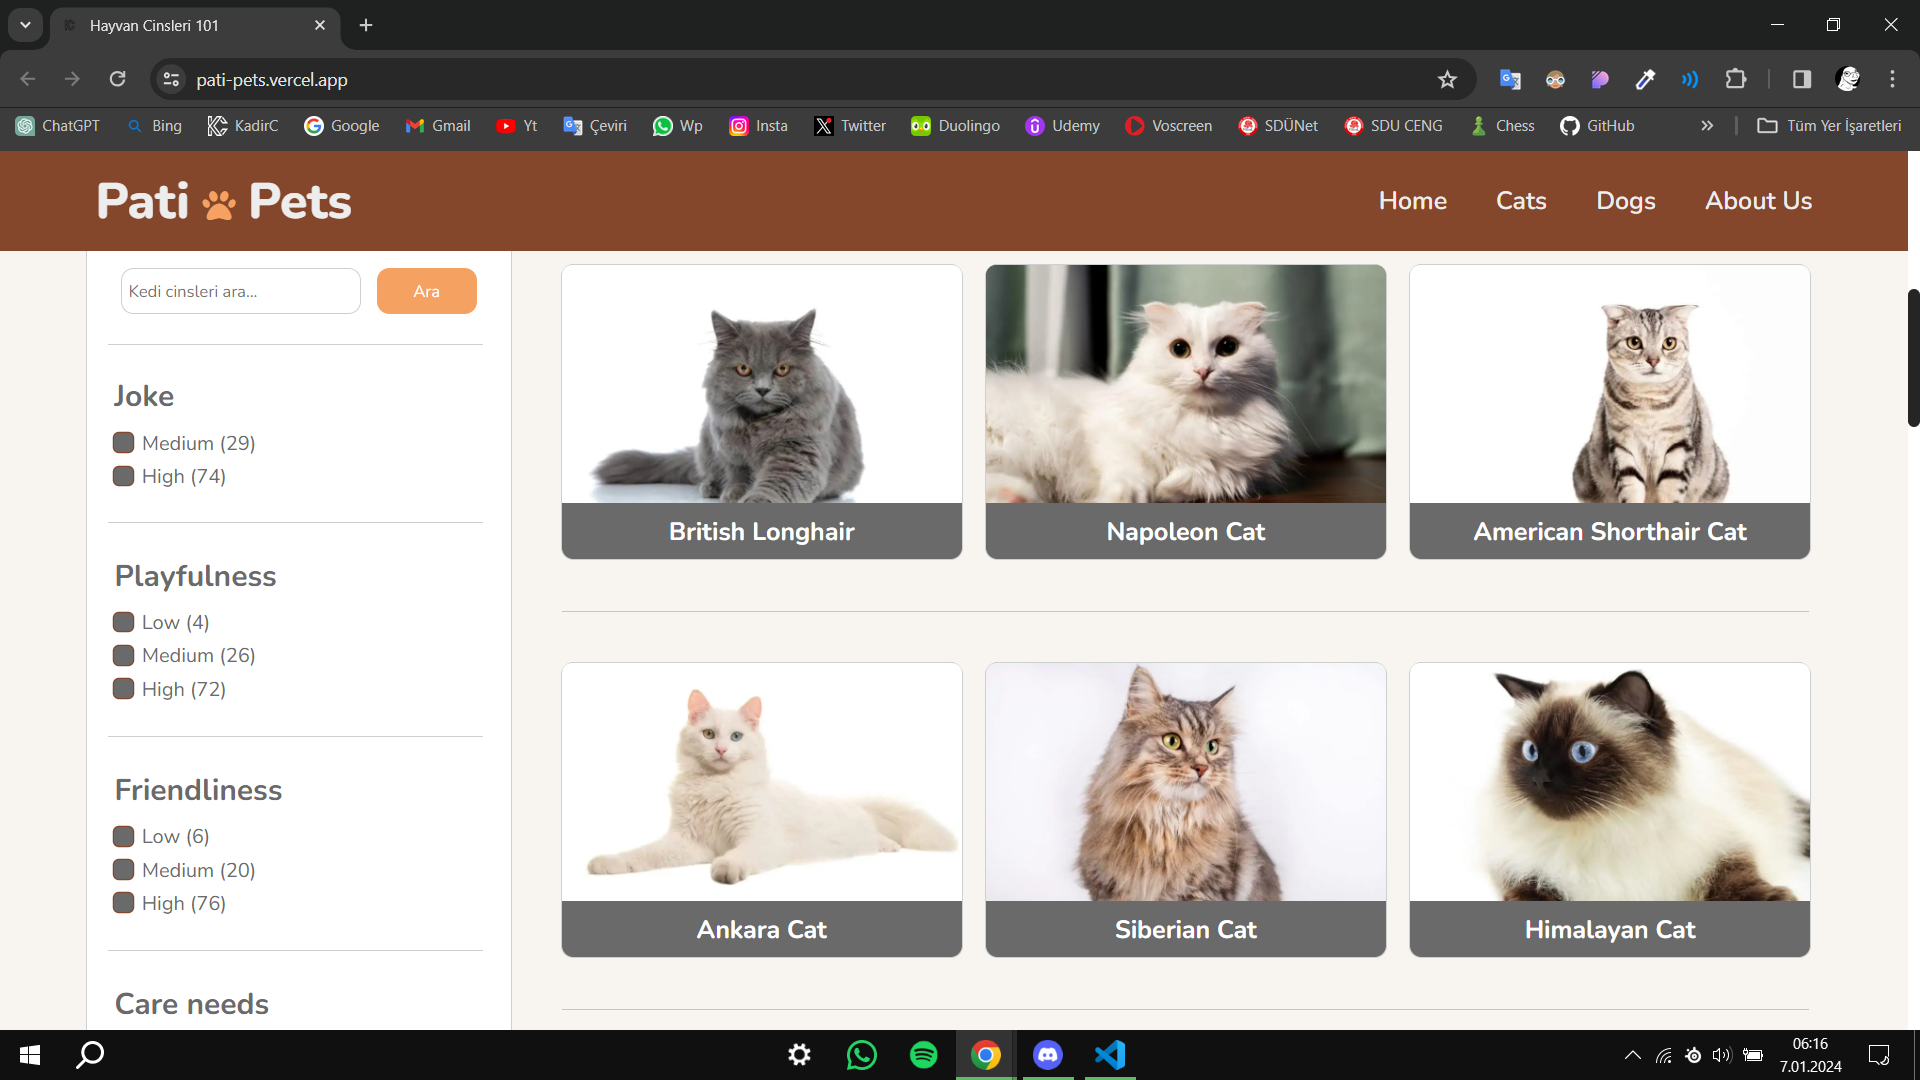 Hayvan Cinsleri 101
pati-pets.vercel.app
ChatGPT Bing KadirC Google Gmail Yt Çeviri Wp Insta Twitter Duolingo Udemy Voscreen SDÜNet SDU CENG Chess GitHub Tüm Yer İşaretleri
Pati Pets
Home Cats Dogs About Us
Kedi cinsleri ara...
Ara
Joke
Medium (29)
High (74)
Playfulness
Low (4)
Medium (26)
High (72)
Friendliness
Low (6)
Medium (20)
High (76)
Care needs
British Longhair
Napoleon Cat
American Shorthair Cat
Ankara Cat
Siberian Cat
Himalayan Cat
06:16
7.01.2024